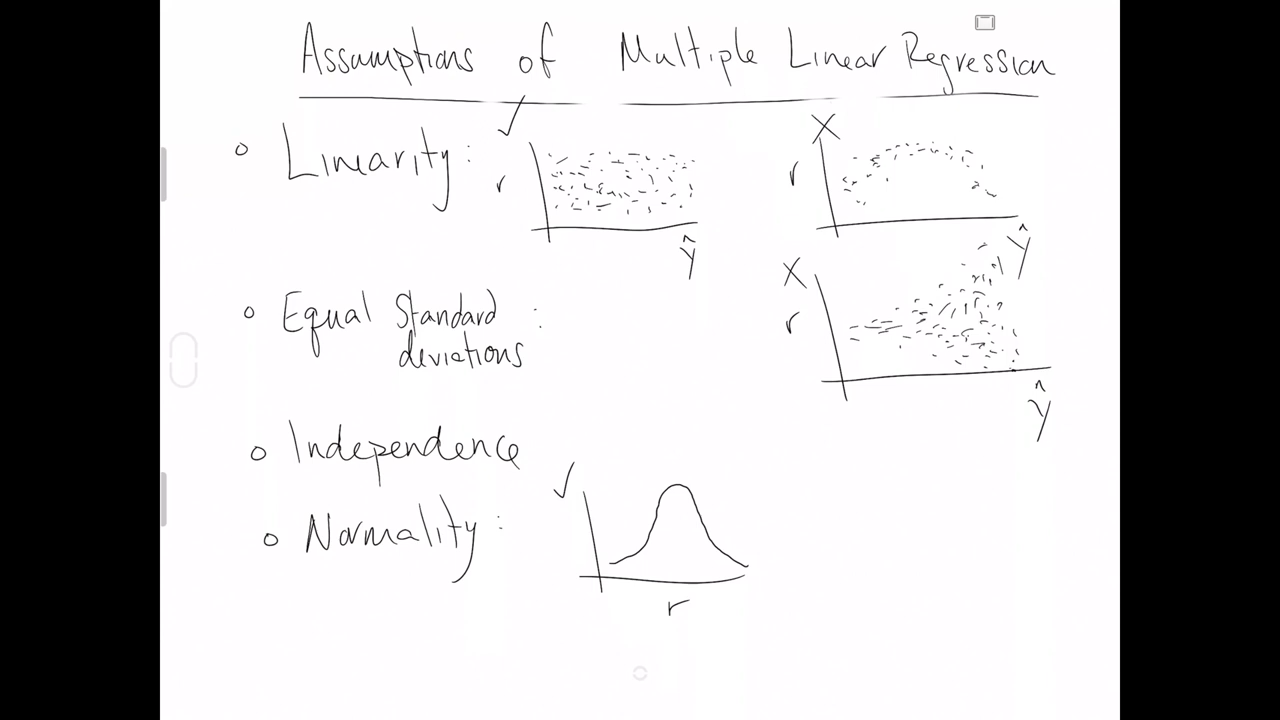 Assumptions of Multiple Linear Regression
○ Linearity : ✓ r ŷ
X r ŷ
○ Equal Standard deviations :
X r ŷ
○ Independence
○ Normality : ✓ r